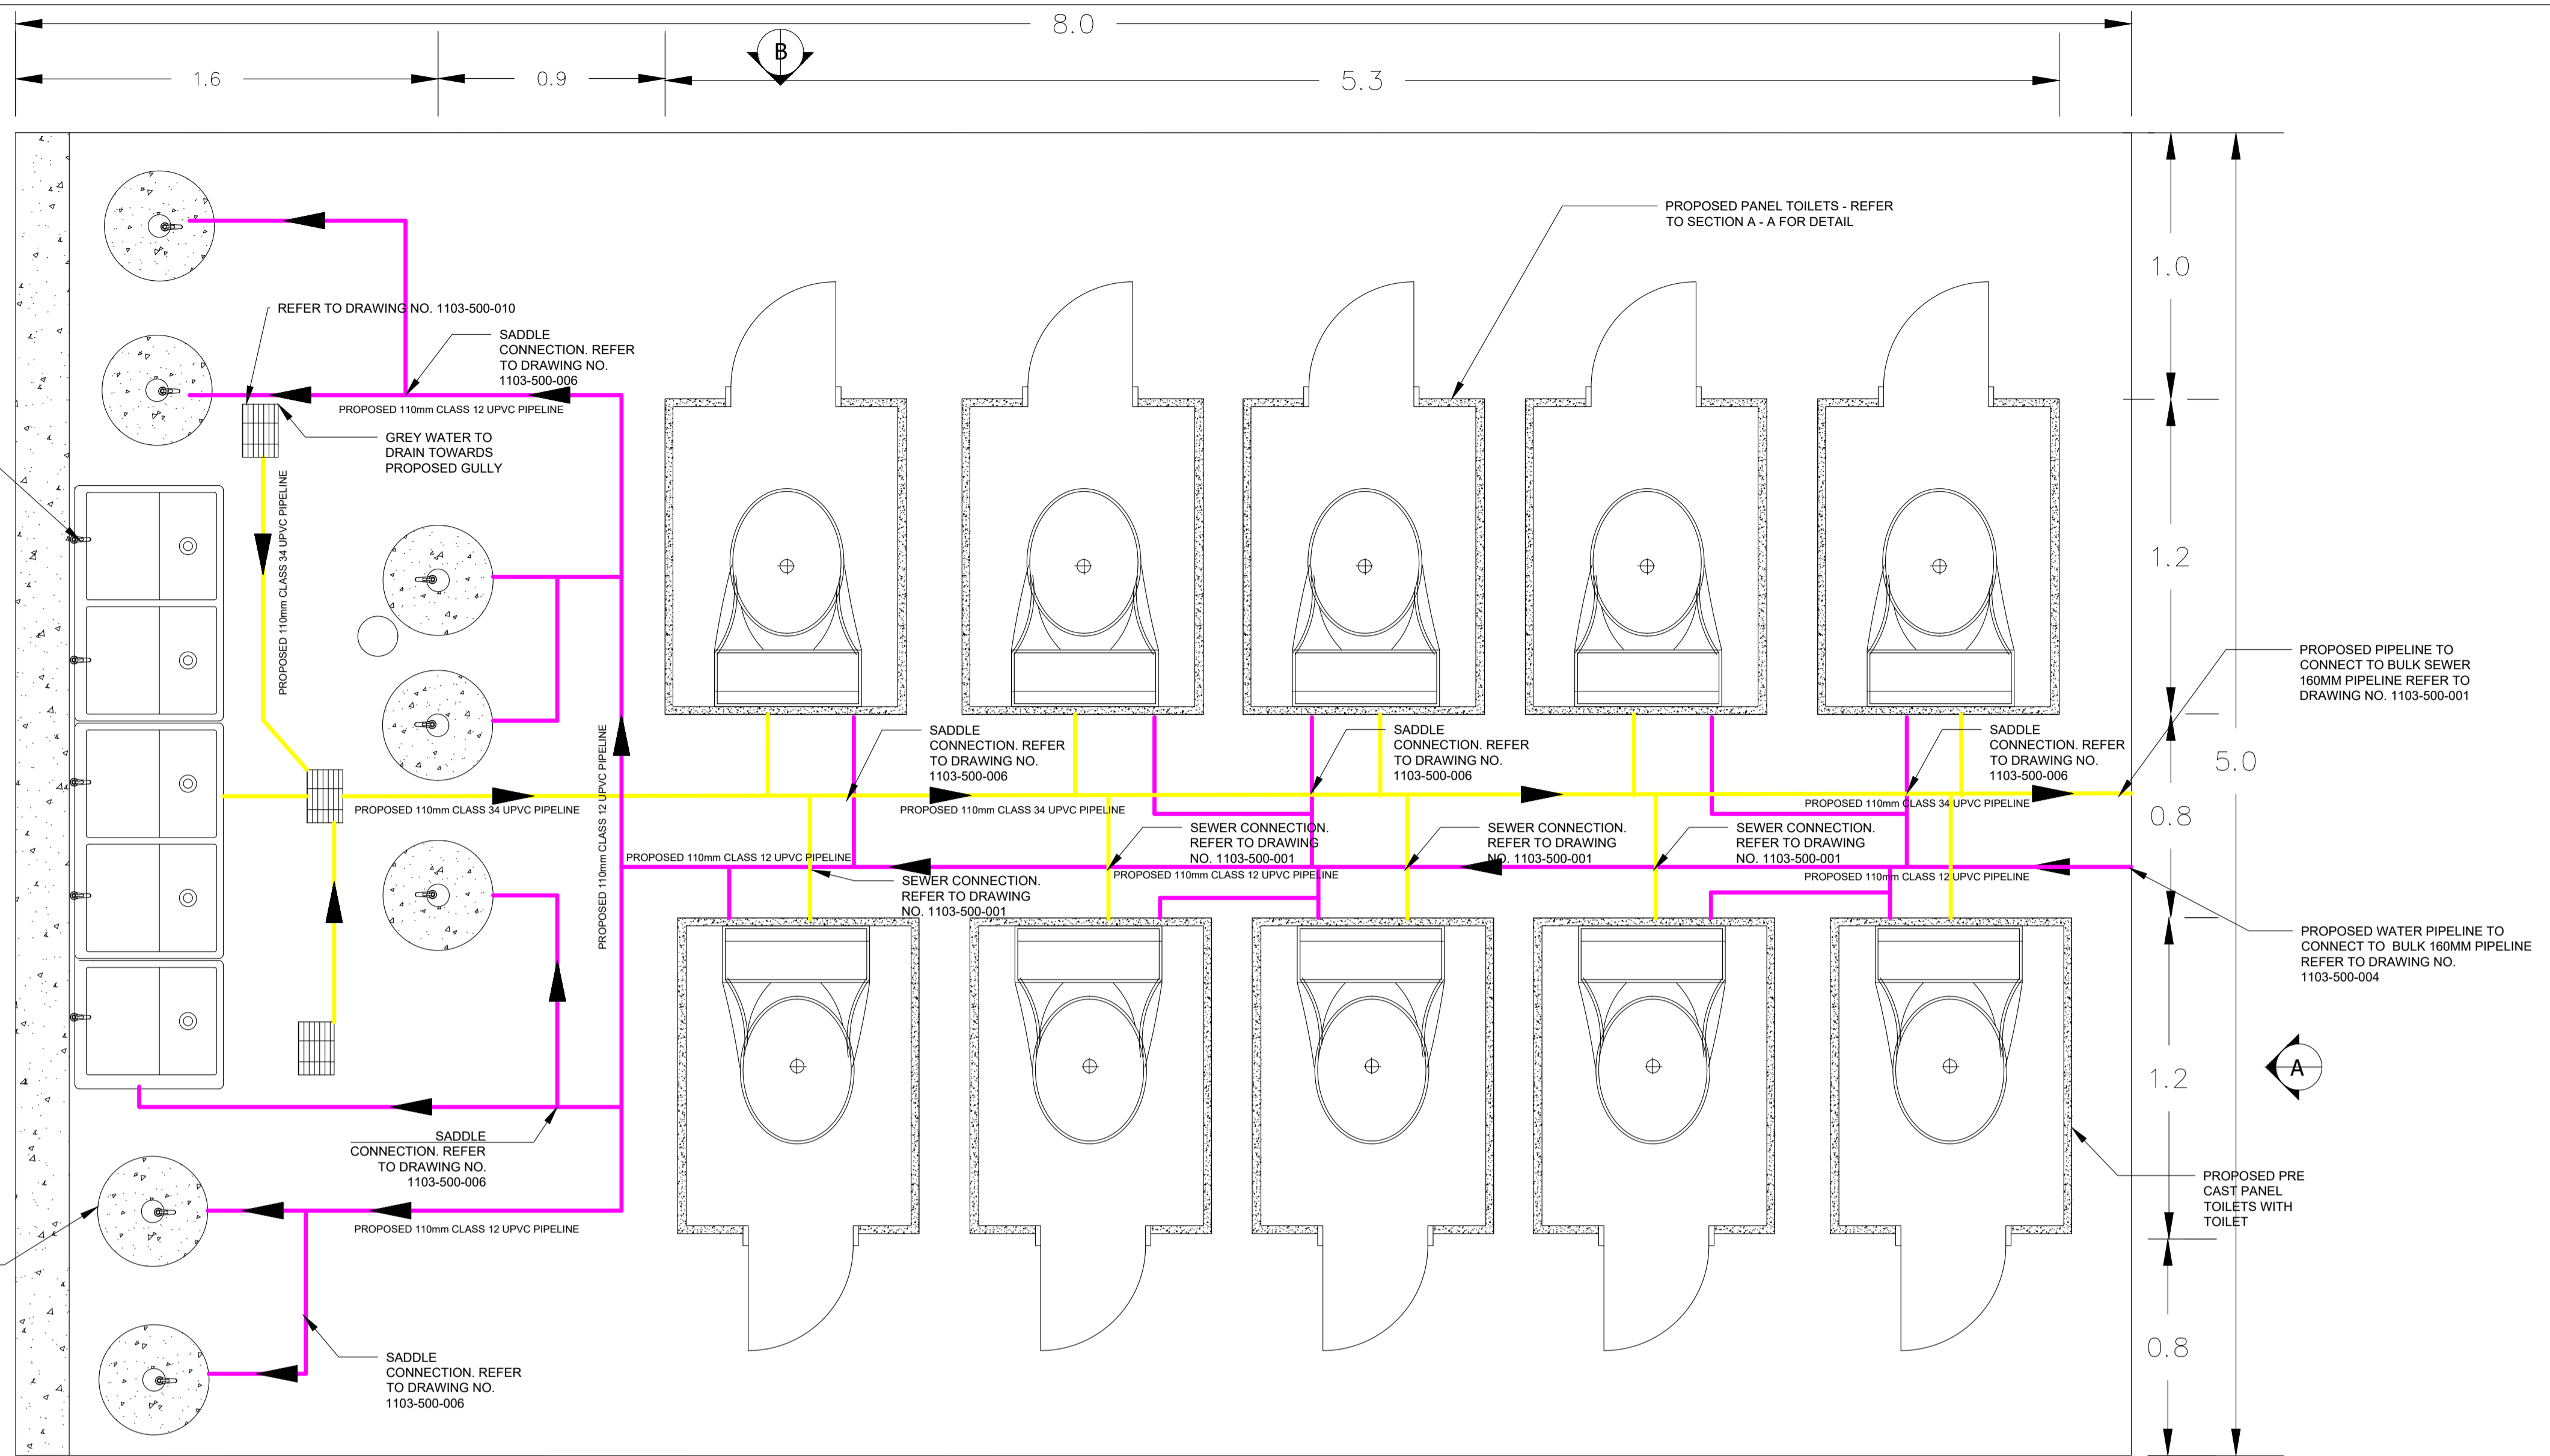 8.0
B
1.6
0.9
5.3
PROPOSED PANEL TOILETS - REFER
TO SECTION A - A FOR DETAIL
1.0
REFER TO DRAWING NO. 1103-500-010
SADDLE
CONNECTION. REFER
TO DRAWING NO.
1103-500-006
PROPOSED 110mm CLASS 12 UPVC PIPELINE
GREY WATER TO
DRAIN TOWARDS
PROPOSED GULLY
PROPOSED 110mm CLASS 34 UPVC PIPELINE
1.2
PROPOSED PIPELINE TO
CONNECT TO BULK SEWER
160MM PIPELINE REFER TO
DRAWING NO. 1103-500-001
PROPOSED 110mm CLASS 12 UPVC PIPELINE
SADDLE
CONNECTION. REFER
TO DRAWING NO.
1103-500-006
SADDLE
CONNECTION. REFER
TO DRAWING NO.
1103-500-006
SADDLE
CONNECTION. REFER
TO DRAWING NO.
1103-500-006
5.0
PROPOSED 110mm CLASS 34 UPVC PIPELINE
PROPOSED 110mm CLASS 34 UPVC PIPELINE
PROPOSED 110mm CLASS 34 UPVC PIPELINE
0.8
SEWER CONNECTION.
REFER TO DRAWING
NO. 1103-500-001
SEWER CONNECTION.
REFER TO DRAWING
NO. 1103-500-001
SEWER CONNECTION.
REFER TO DRAWING
NO. 1103-500-001
PROPOSED 110mm CLASS 12 UPVC PIPELINE
PROPOSED 110mm CLASS 12 UPVC PIPELINE
PROPOSED 110mm CLASS 12 UPVC PIPELINE
SEWER CONNECTION.
REFER TO DRAWING
NO. 1103-500-001
PROPOSED WATER PIPELINE TO
CONNECT TO BULK 160MM PIPELINE
REFER TO DRAWING NO.
1103-500-004
A
1.2
SADDLE
CONNECTION. REFER
TO DRAWING NO.
1103-500-006
PROPOSED PRE
CAST PANEL
TOILETS WITH
TOILET
PROPOSED 110mm CLASS 12 UPVC PIPELINE
0.8
SADDLE
CONNECTION. REFER
TO DRAWING NO.
1103-500-006